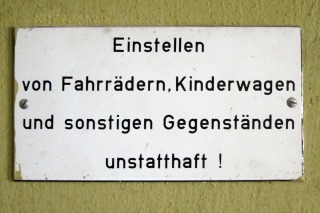 Einstellen
von Fahrrädern, Kinderwagen
und sonstigen Gegenständen
unstatthaft !